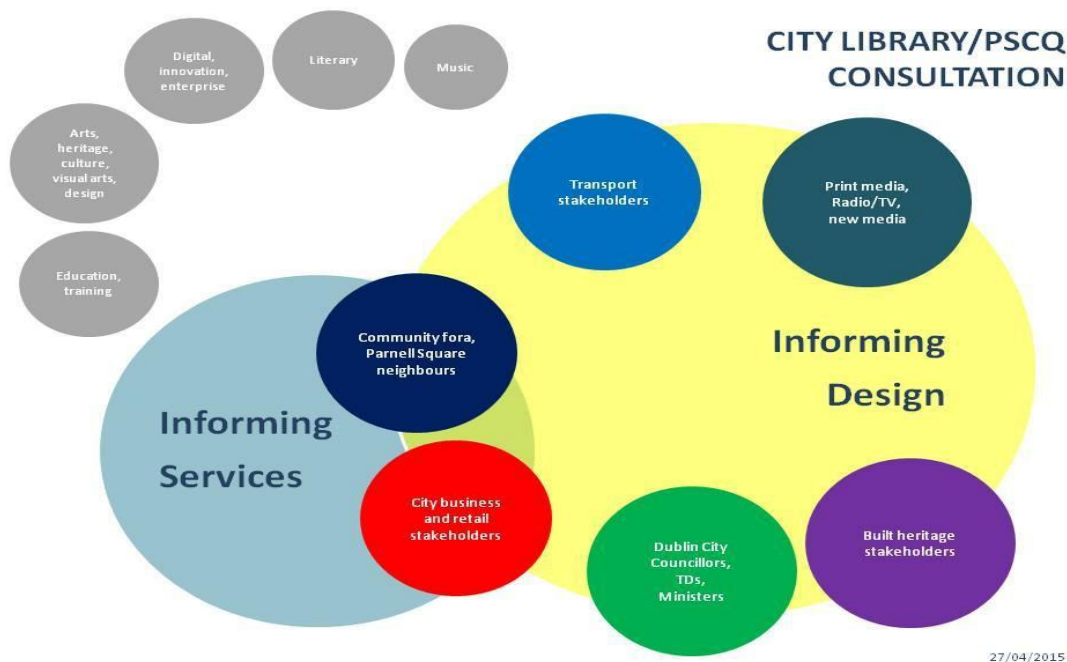 CITY LIBRARY/PSCQ
CONSULTATION
Digital,
innovation,
enterprise
Literary
Music
Arts,
heritage,
culture,
visual arts,
design
Education,
training
Transport
stakeholders
Print media,
Radio/TV,
new media
Community fora,
Parnell Square
neighbours
Informing
Design
Informing
Services
City business
and retail
stakeholders
Dublin City
Councillors,
TDs,
Ministers
Built heritage
stakeholders
27/04/2015